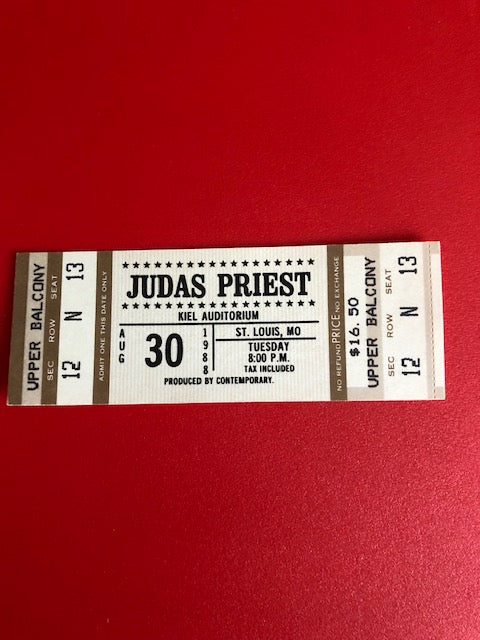 UPPER BALCONY
SEC ROW SEAT
12 N 13
ADMIT ONE THIS DATE ONLY
JUDAS PRIEST
KIEL AUDITORIUM
AUG
30
1988
ST. LOUIS, MO
TUESDAY
8:00 P.M.
TAX INCLUDED
PRODUCED BY CONTEMPORARY.
NO REFUND PRICE NO EXCHANGE
$16.50
UPPER BALCONY
SEC ROW SEAT
12 N 13